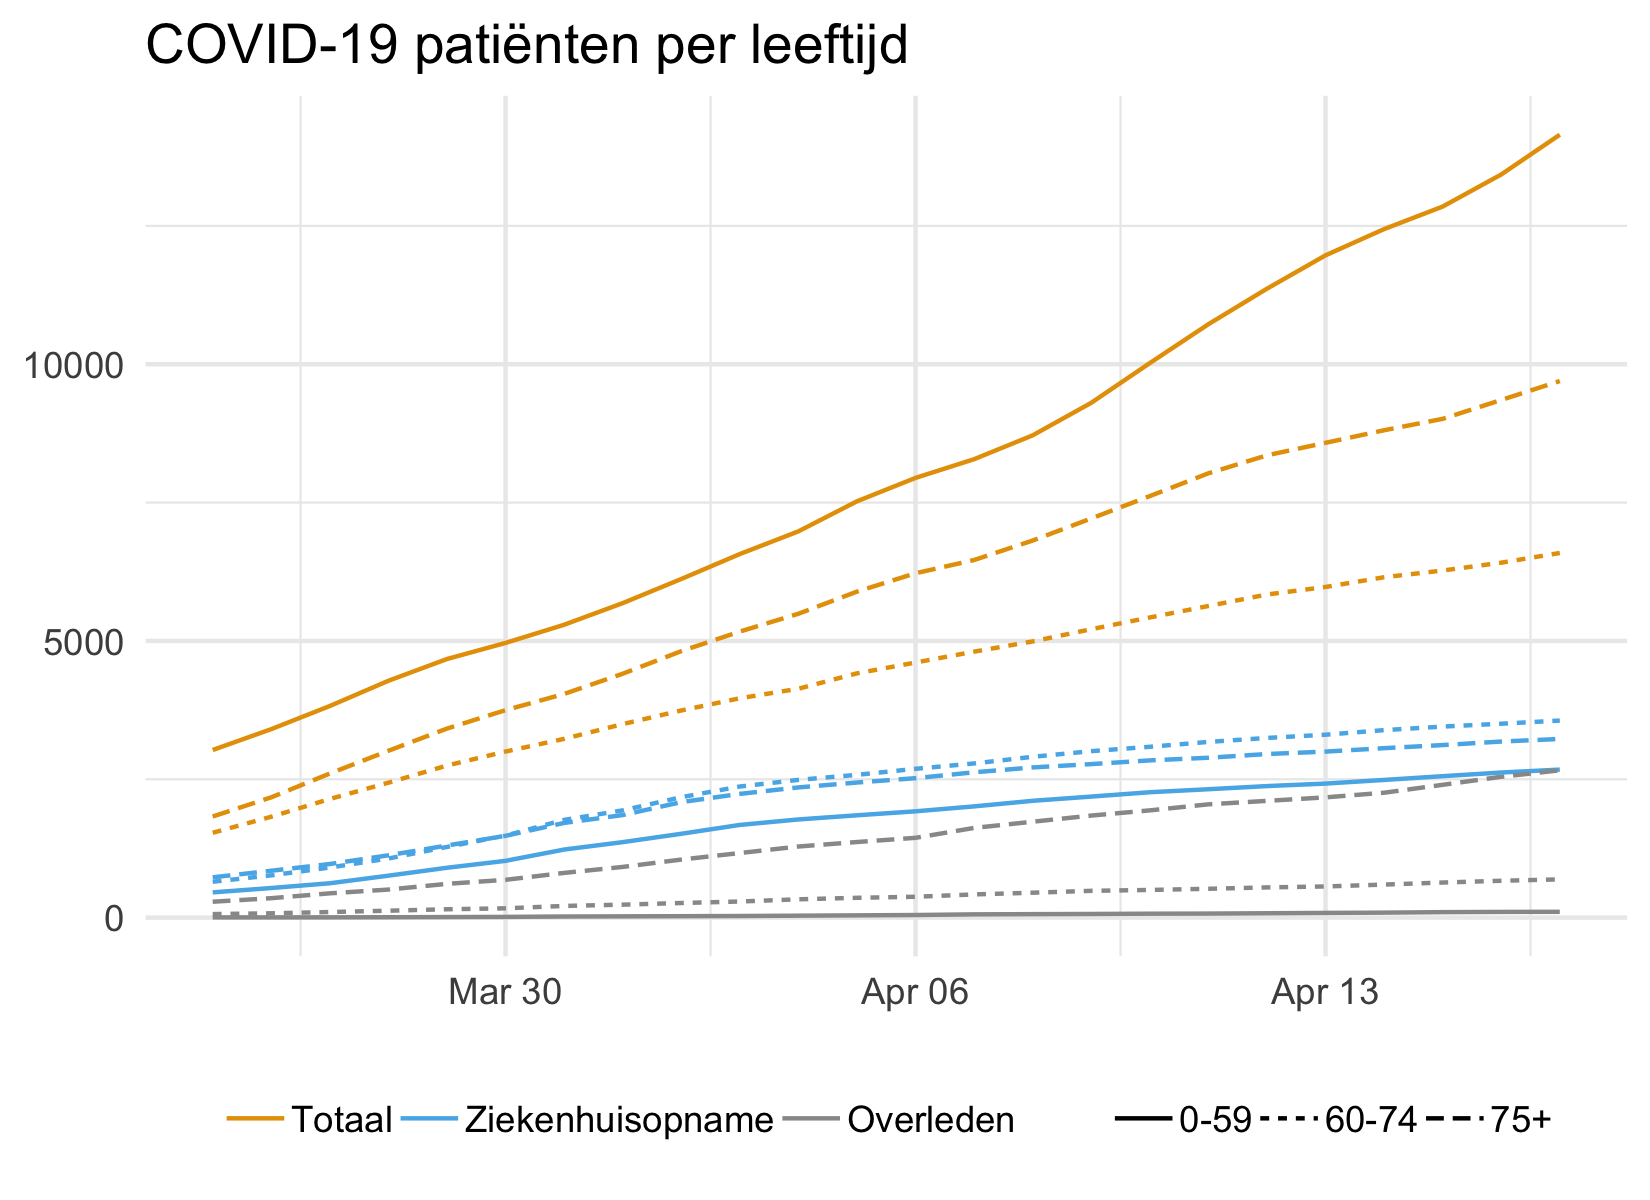 COVID-19 patiënten per leeftijd
10000
5000
0
Mar 30 Apr 06 Apr 13
Totaal Ziekenhuisopname Overleden 0-59 60-74 75+